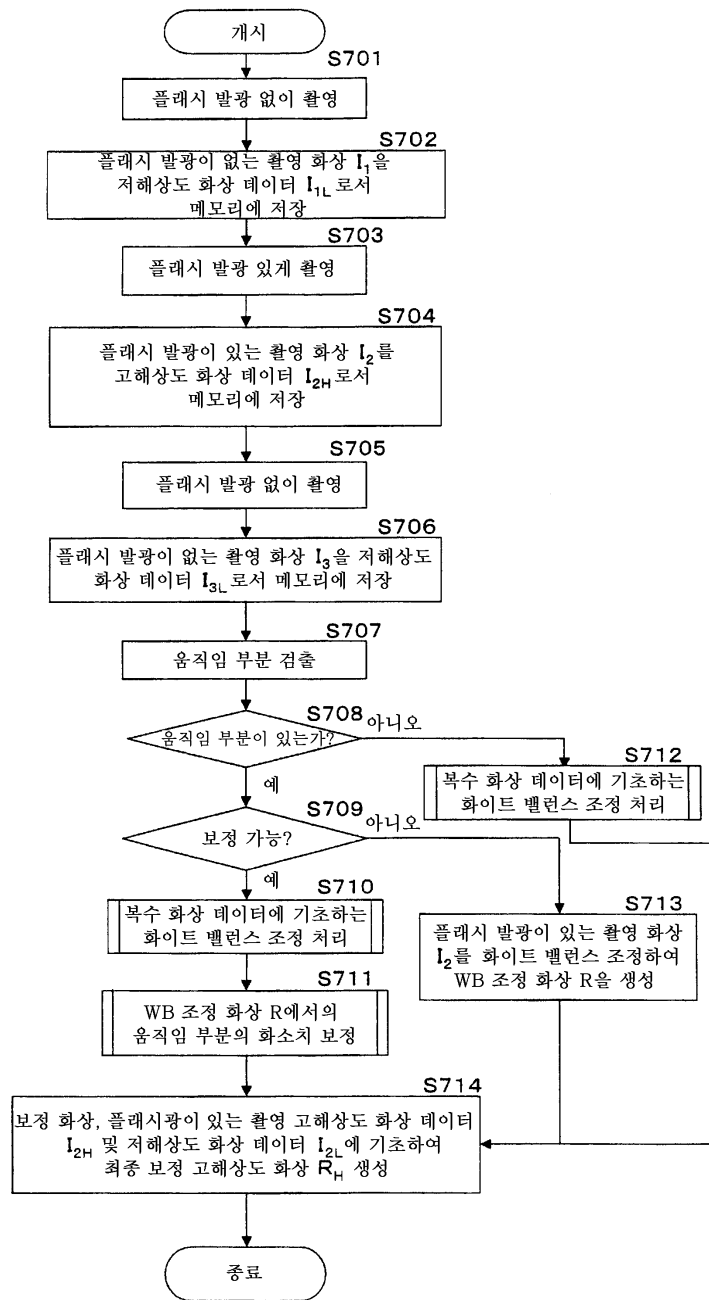 개시
S701
플래시 발광 없이 촬영
S702
플래시 발광이 없는 촬영 화상 I1을
저해상도 화상 데이터 I1L로서
메모리에 저장
S703
플래시 발광 있게 촬영
S704
플래시 발광이 있는 촬영 화상 I2를
고해상도 화상 데이터 I2H로서
메모리에 저장
S705
플래시 발광 없이 촬영
S706
플래시 발광이 없는 촬영 화상 I3을 저해상도
화상 데이터 I3L로서 메모리에 저장
S707
움직임 부분 검출
S708
움직임 부분이 있는가?
아니오
예
S712
복수 화상 데이터에 기초하는
화이트 밸런스 조정 처리
S709
보정 가능?
아니오
예
S710
복수 화상 데이터에 기초하는
화이트 밸런스 조정 처리
S713
플래시 발광이 있는 촬영 화상
I2를 화이트 밸런스 조정하여
WB 조정 화상 R을 생성
S711
WB 조정 화상 R에서의
움직임 부분의 화소치 보정
S714
보정 화상, 플래시광이 있는 촬영 고해상도 화상 데이터
I2H 및 저해상도 화상 데이터 I2L에 기초하여
최종 보정 고해상도 화상 RH 생성
종료